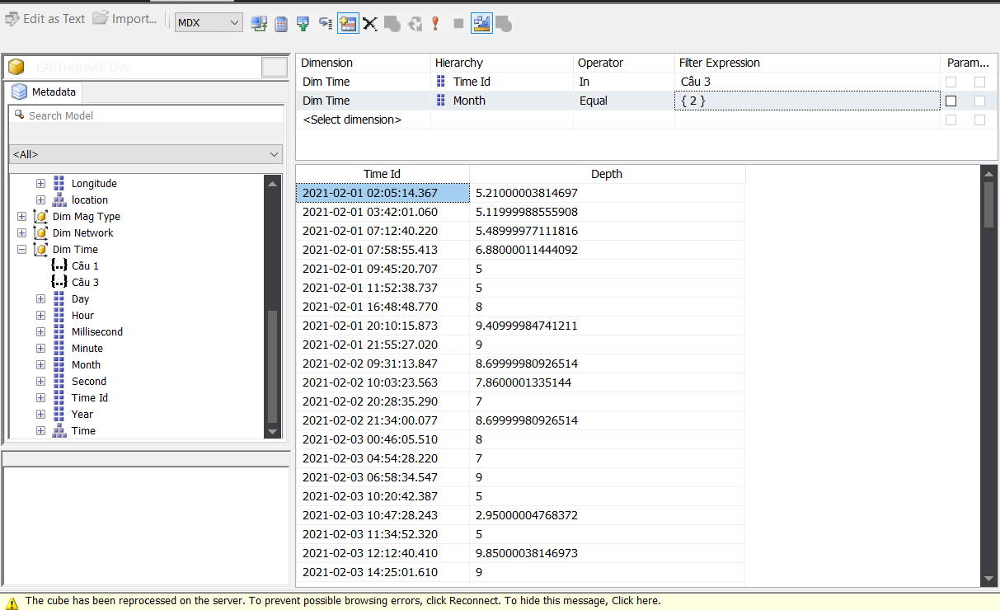 Edit as Text Import... MDX
EARTHQUAKE DW
Metadata
Search Model
<All>
Longitude
location
Dim Mag Type
Dim Network
Dim Time
Câu 1
Câu 3
Day
Hour
Millisecond
Minute
Month
Second
Time Id
Year
Time
Dimension Hierarchy Operator Filter Expression Param...
Dim Time Time Id In Câu 3
Dim Time Month Equal { 2 }
<Select dimension>
Time Id Depth
2021-02-01 02:05:14.367 5.21000003814697
2021-02-01 03:42:01.060 5.11999988555908
2021-02-01 07:12:40.220 5.48999977111816
2021-02-01 07:58:55.413 6.88000011444092
2021-02-01 09:45:20.707 5
2021-02-01 11:52:38.737 5
2021-02-01 16:48:48.770 8
2021-02-01 20:10:15.873 9.40999984741211
2021-02-01 21:55:27.020 9
2021-02-02 09:31:13.847 8.69999980926514
2021-02-02 10:03:23.563 7.8600001335144
2021-02-02 20:28:35.290 7
2021-02-02 21:34:00.077 8.69999980926514
2021-02-03 00:46:05.510 8
2021-02-03 04:54:28.220 7
2021-02-03 06:58:34.547 9
2021-02-03 10:20:42.387 5
2021-02-03 10:47:28.243 2.95000004768372
2021-02-03 11:34:52.320 5
2021-02-03 12:12:40.410 9.85000038146973
2021-02-03 14:25:01.610 9
The cube has been reprocessed on the server. To prevent possible browsing errors, click Reconnect. To hide this message, Click here.